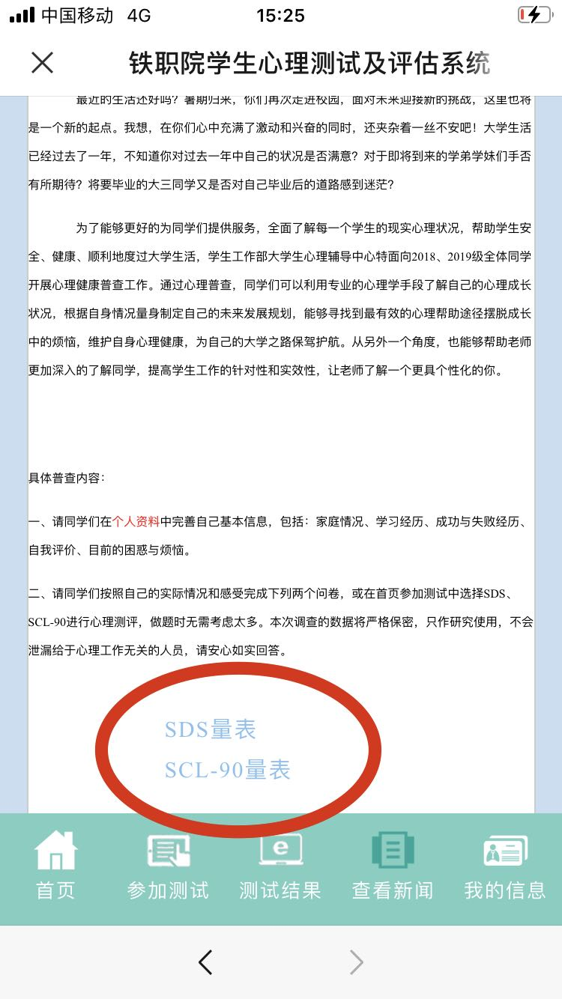 中国移动 4G 15:25
铁职院学生心理测试及评估系统
最近的生活还好吗？暑期归来，你们再次走进校园，面对未来迎接新的挑战，这里也将
是一个新的起点。我想，在你们心中充满了激动和兴奋的同时，还夹杂着一丝不安吧！大学生活
已经过去了一年，不知道你对过去一年中自己的状况是否满意？对于即将到来的学弟学妹们手否
有所期待？将要毕业的大三同学又是否对自己毕业后的道路感到迷茫？
为了能够更好的为同学们提供服务，全面了解每一个学生的现实心理状况，帮助学生安
全、健康、顺利地度过大学生活，学生工作部大学生心理辅导中心特面向2018、2019级全体同学
开展心理健康普查工作。通过心理普查，同学们可以利用专业的心理学手段了解自己的心理成长
状况，根据自身情况量身制定自己的未来发展规划，能够寻找到最有效的心理帮助途径摆脱成长
中的烦恼，维护自身心理健康，为自己的大学之路保驾护航。从另外一个角度，也能够帮助老师
更加深入的了解同学，提高学生工作的针对性和实效性，让老师了解一个更具个性化的你。
具体普查内容：
一、请同学们在个人资料中完善自己基本信息，包括：家庭情况、学习经历、成功与失败经历、
自我评价、目前的困惑与烦恼。
二、请同学们按照自己的实际情况和感受完成下列两个问卷，或在首页参加测试中选择SDS、
SCL-90进行心理测评，做题时无需考虑太多。本次调查的数据将严格保密，只作研究使用，不会
泄漏给于心理工作无关的人员，请安心如实回答。
SDS量表
SCL-90量表
首页 参加测试 测试结果 查看新闻 我的信息